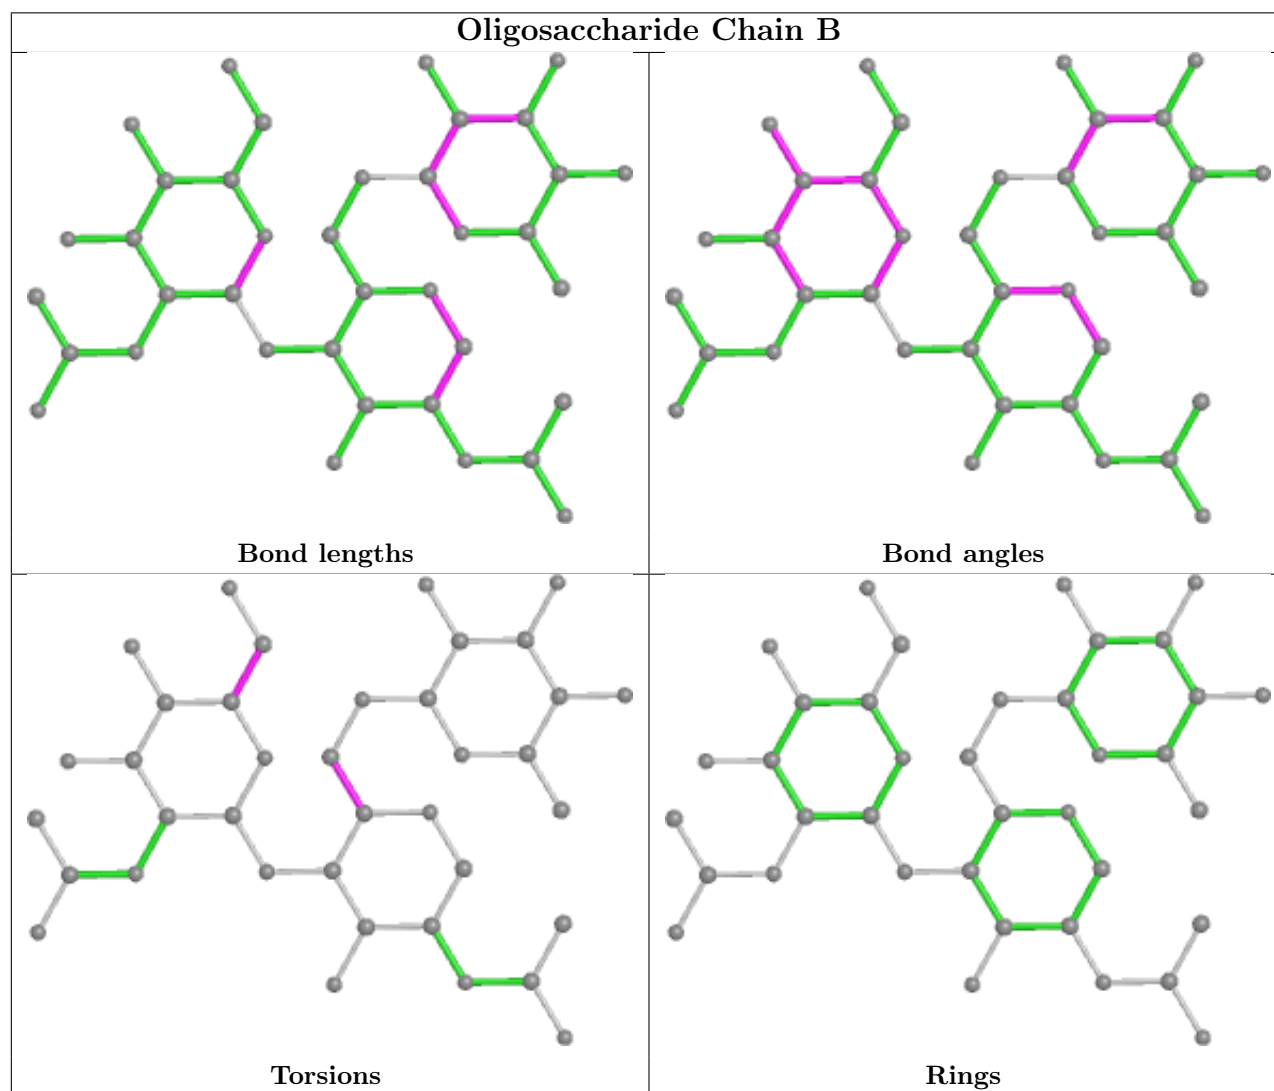 Oligosaccharide Chain B
Bond lengths
Bond angles
Torsions
Rings